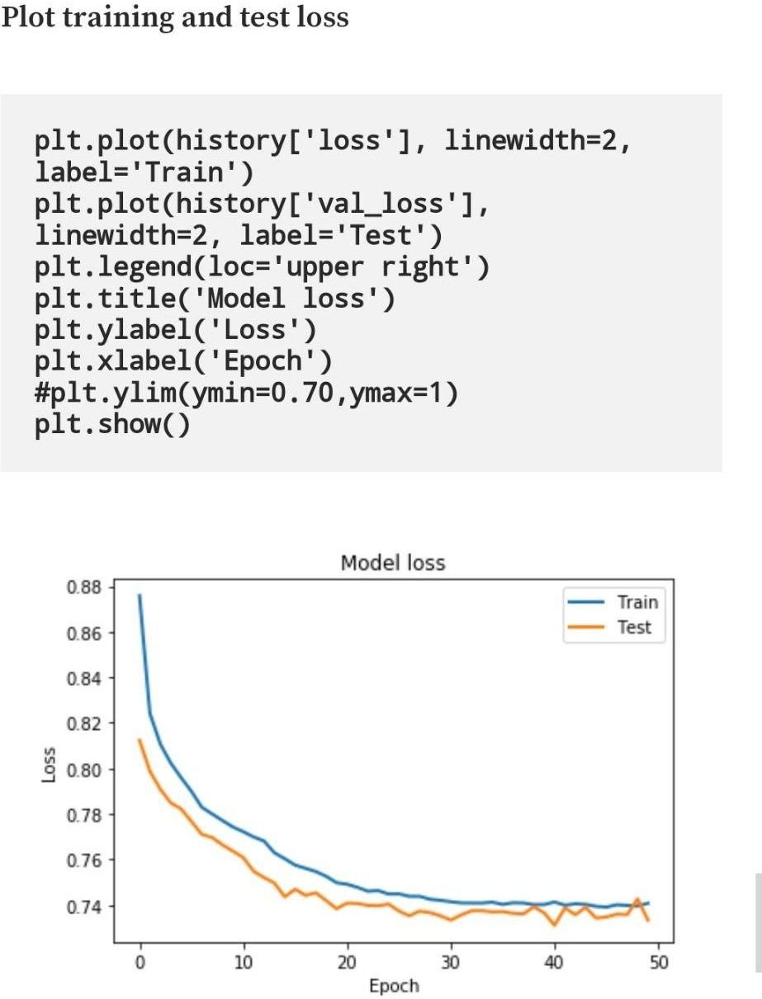 Plot training and test loss
plt.plot(history['loss'], linewidth=2,
label='Train')
plt.plot(history['val_loss'],
linewidth=2, label='Test')
plt.legend(loc='upper right')
plt.title('Model loss')
plt.ylabel('Loss')
plt.xlabel('Epoch')
#plt.ylim(ymin=0.70,ymax=1)
plt.show()
Model loss
Train
Test
0.88
0.86
0.84
0.82
0.80
0.78
0.76
0.74
Loss
0 10 20 30 40 50
Epoch